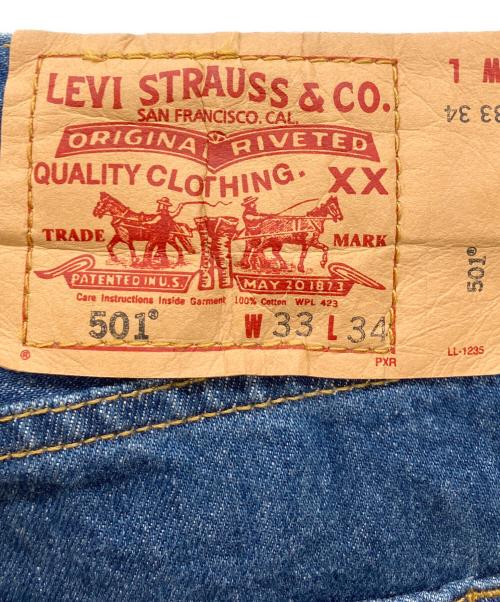 LEVI STRAUSS & CO.
SAN FRANCISCO, CAL.
ORIGINAL RIVETED
QUALITY CLOTHING. XX
TRADE MARK
PATENTED IN U.S. MAY 20 1873
Care Instructions Inside Garment 100% Cotton WPL 423
501® W 33 L 34
® PXR
W L
33 34
501®
LL-1235